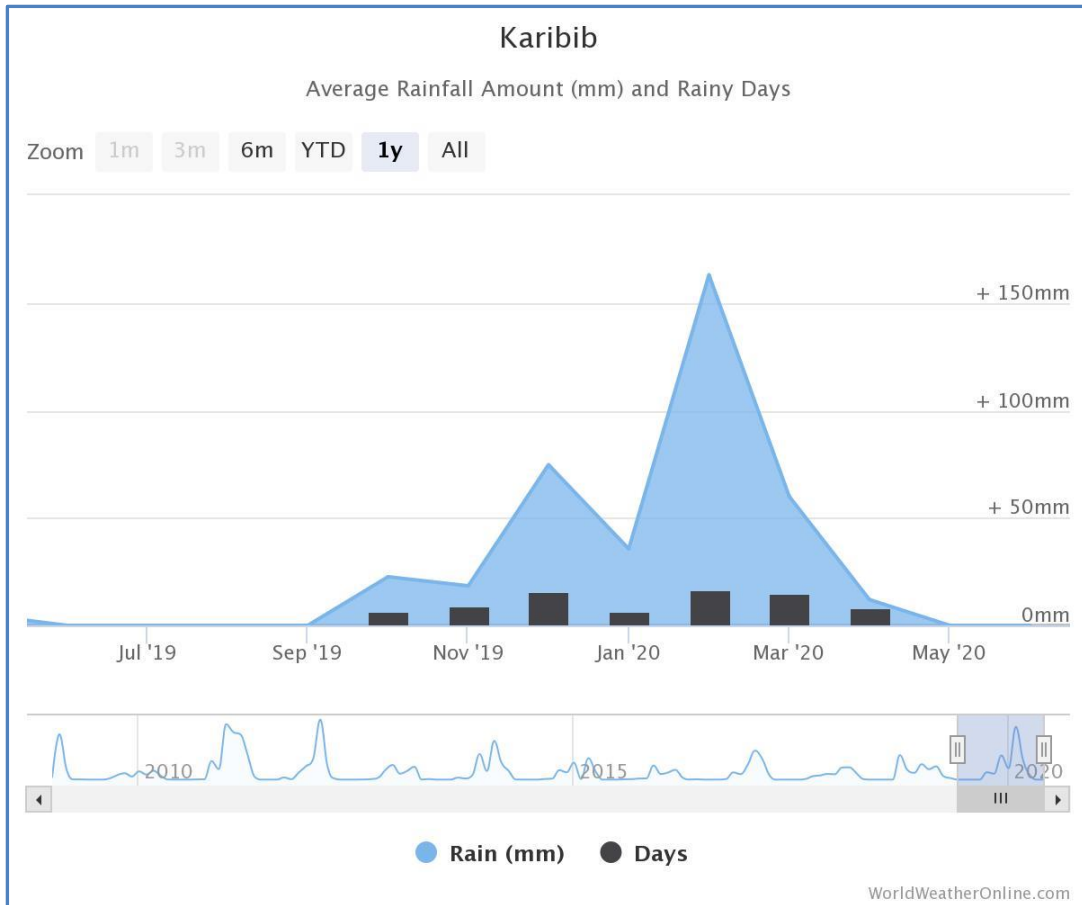 Karibib
Average Rainfall Amount (mm) and Rainy Days
Zoom 1m 3m 6m YTD 1y All
+ 150mm
+ 100mm
+ 50mm
0mm
Jul '19 Sep '19 Nov '19 Jan '20 Mar '20 May '20
2010 2015 2020
Rain (mm) Days
WorldWeatherOnline.com